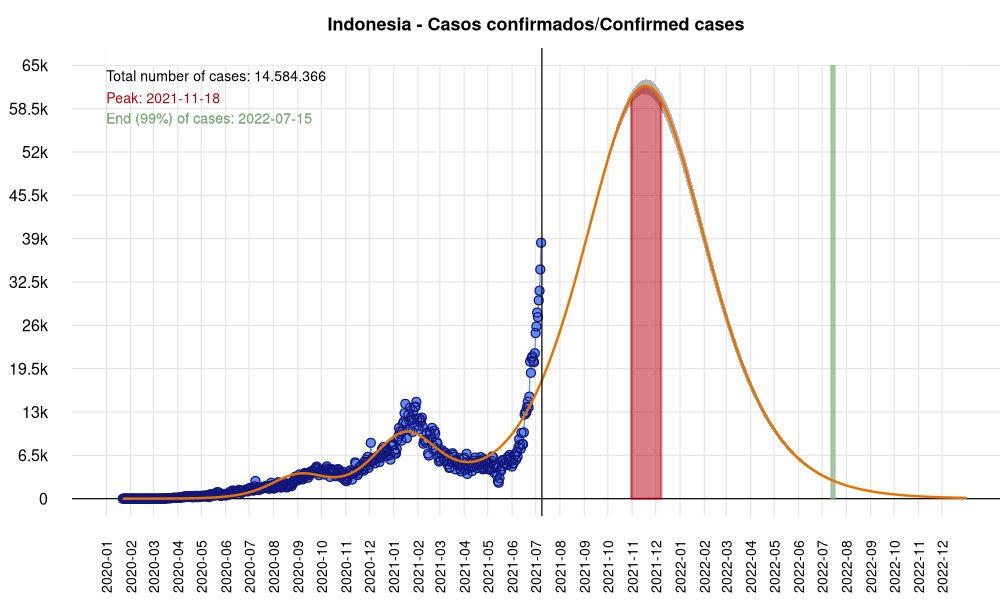 Indonesia - Casos confirmados/Confirmed cases
Total number of cases: 14.584.366
Peak: 2021-11-18
End (99%) of cases: 2022-07-15
65k
58.5k
52k
45.5k
39k
32.5k
26k
19.5k
13k
6.5k
0
2020-01
2020-02
2020-03
2020-04
2020-05
2020-06
2020-07
2020-08
2020-09
2020-10
2020-11
2020-12
2021-01
2021-02
2021-03
2021-04
2021-05
2021-06
2021-07
2021-08
2021-09
2021-10
2021-11
2021-12
2022-01
2022-02
2022-03
2022-04
2022-05
2022-06
2022-07
2022-08
2022-09
2022-10
2022-11
2022-12